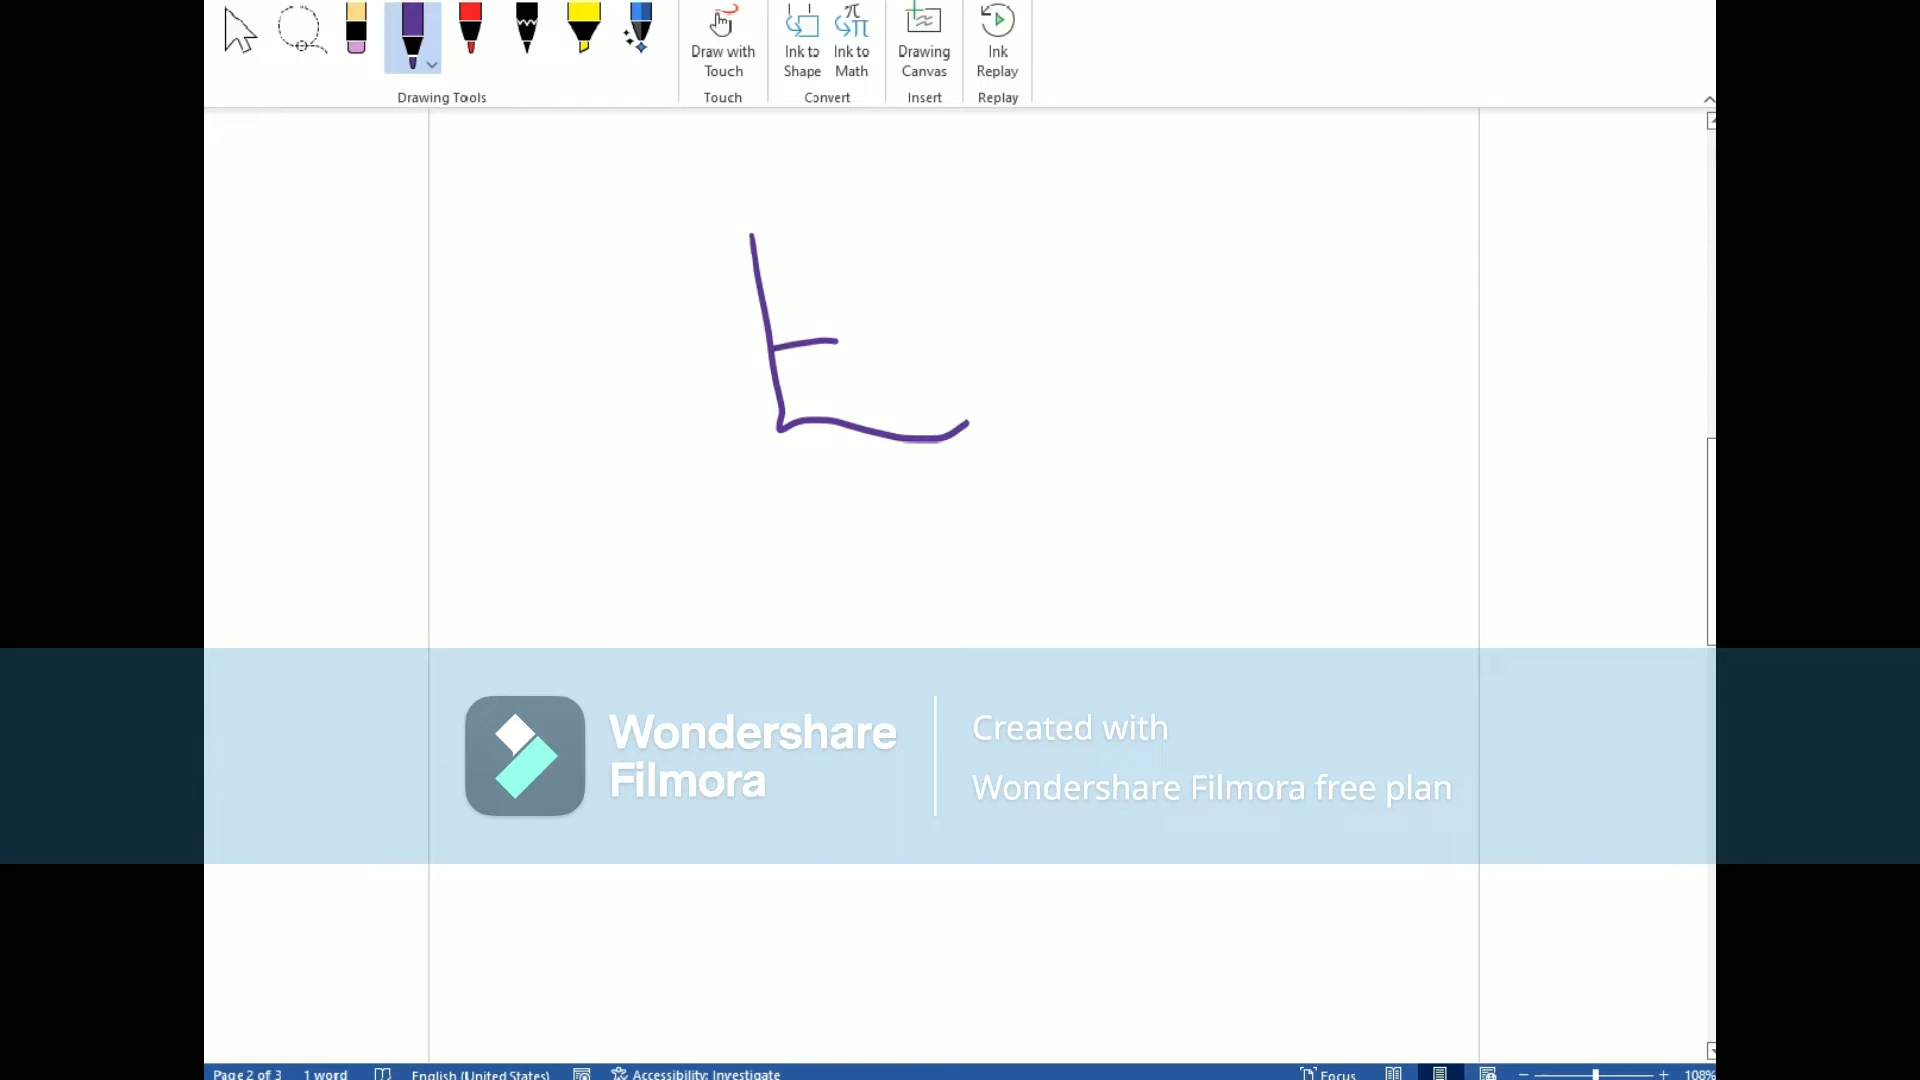 Draw with Touch
Ink to Shape
Ink to Math
Drawing Canvas
Ink Replay
Drawing Tools
Touch
Convert
Insert
Replay
Wondershare Filmora
Created with
Wondershare Filmora free plan
Page 2 of 3
1 word
English (United States)
Accessibility: Investigate
Focus
108%